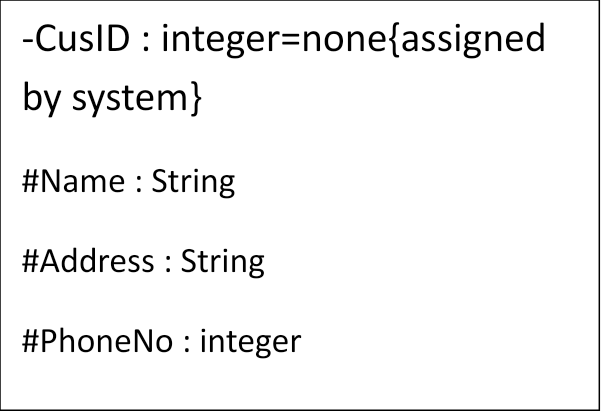 -CusID : integer=none{assigned
by system}
#Name : String
#Address : String
#PhoneNo : integer